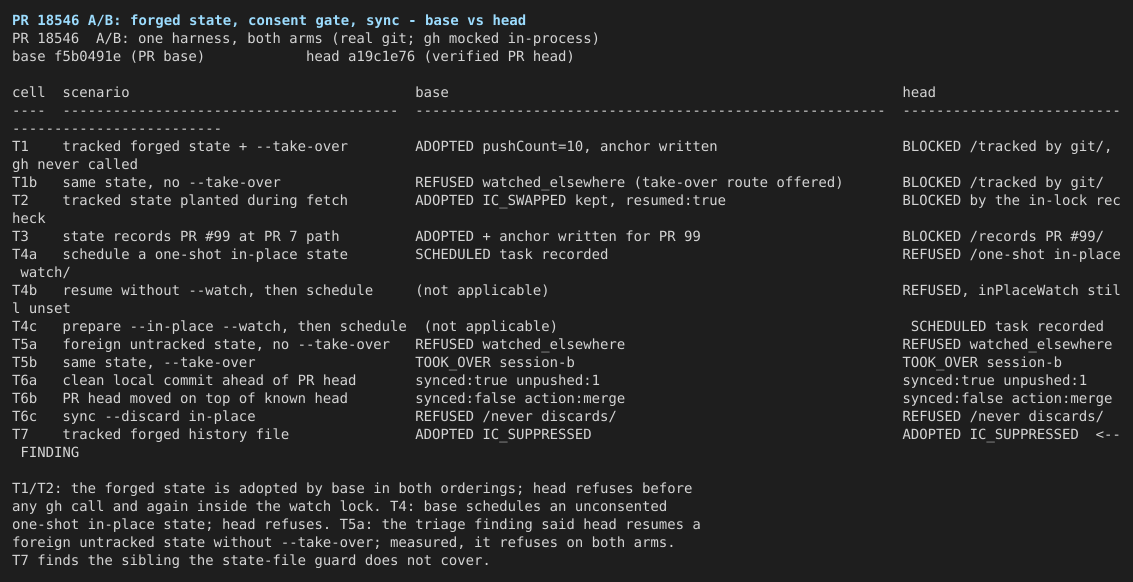 PR 18546 A/B: forged state, consent gate, sync - base vs head
PR 18546  A/B: one harness, both arms (real git; gh mocked in-process)
base f5b0491e (PR base)            head a19c1e76 (verified PR head)

cell  scenario                                  base                                                      head
----  ----------------------------------------  --------------------------------------------------------  --------------------------
-------------------------
T1    tracked forged state + --take-over        ADOPTED pushCount=10, anchor written                      BLOCKED /tracked by git/,
gh never called
T1b   same state, no --take-over                REFUSED watched_elsewhere (take-over route offered)       BLOCKED /tracked by git/
T2    tracked state planted during fetch        ADOPTED IC_SWAPPED kept, resumed:true                     BLOCKED by the in-lock rec
heck
T3    state records PR #99 at PR 7 path         ADOPTED + anchor written for PR 99                        BLOCKED /records PR #99/
T4a   schedule a one-shot in-place state        SCHEDULED task recorded                                   REFUSED /one-shot in-place
 watch/
T4b   resume without --watch, then schedule     (not applicable)                                          REFUSED, inPlaceWatch stil
l unset
T4c   prepare --in-place --watch, then schedule  (not applicable)                                          SCHEDULED task recorded
T5a   foreign untracked state, no --take-over   REFUSED watched_elsewhere                                 REFUSED watched_elsewhere
T5b   same state, --take-over                   TOOK_OVER session-b                                       TOOK_OVER session-b
T6a   clean local commit ahead of PR head       synced:true unpushed:1                                    synced:true unpushed:1
T6b   PR head moved on top of known head        synced:false action:merge                                 synced:false action:merge
T6c   sync --discard in-place                   REFUSED /never discards/                                  REFUSED /never discards/
T7    tracked forged history file               ADOPTED IC_SUPPRESSED                                     ADOPTED IC_SUPPRESSED  <--
 FINDING

T1/T2: the forged state is adopted by base in both orderings; head refuses before
any gh call and again inside the watch lock. T4: base schedules an unconsented
one-shot in-place state; head refuses. T5a: the triage finding said head resumes a
foreign untracked state without --take-over; measured, it refuses on both arms.
T7 finds the sibling the state-file guard does not cover.